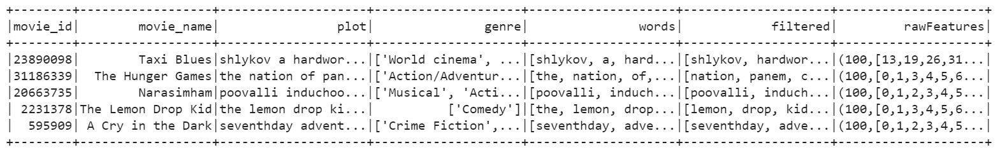 +--------+-----------------+--------------------+--------------------+--------------------+--------------------+--------------------+
|movie_id|       movie_name|                plot|               genre|               words|            filtered|         rawFeatures|
+--------+-----------------+--------------------+--------------------+--------------------+--------------------+--------------------+
|23890098|       Taxi Blues|shlykov a hardwor...|['World cinema', ...|[shlykov, a, hard...|[shlykov, hardwor...|(100,[13,19,26,31...|
|31186339| The Hunger Games|the nation of pan...|['Action/Adventur...|[the, nation, of,...|[nation, panem, c...|(100,[0,1,3,4,5,6...|
|20663735|       Narasimham|poovalli induchoo...|['Musical', 'Acti...|[poovalli, induch...|[poovalli, induch...|(100,[0,1,2,3,4,5...|
| 2231378|The Lemon Drop Kid|the lemon drop ki...|          ['Comedy']|[the, lemon, drop...|[lemon, drop, kid...|(100,[0,1,3,4,5,6...|
|  595909|A Cry in the Dark|seventhday advent...|['Crime Fiction',...|[seventhday, adve...|[seventhday, adve...|(100,[0,1,2,3,4,5...|
+--------+-----------------+--------------------+--------------------+--------------------+--------------------+--------------------+